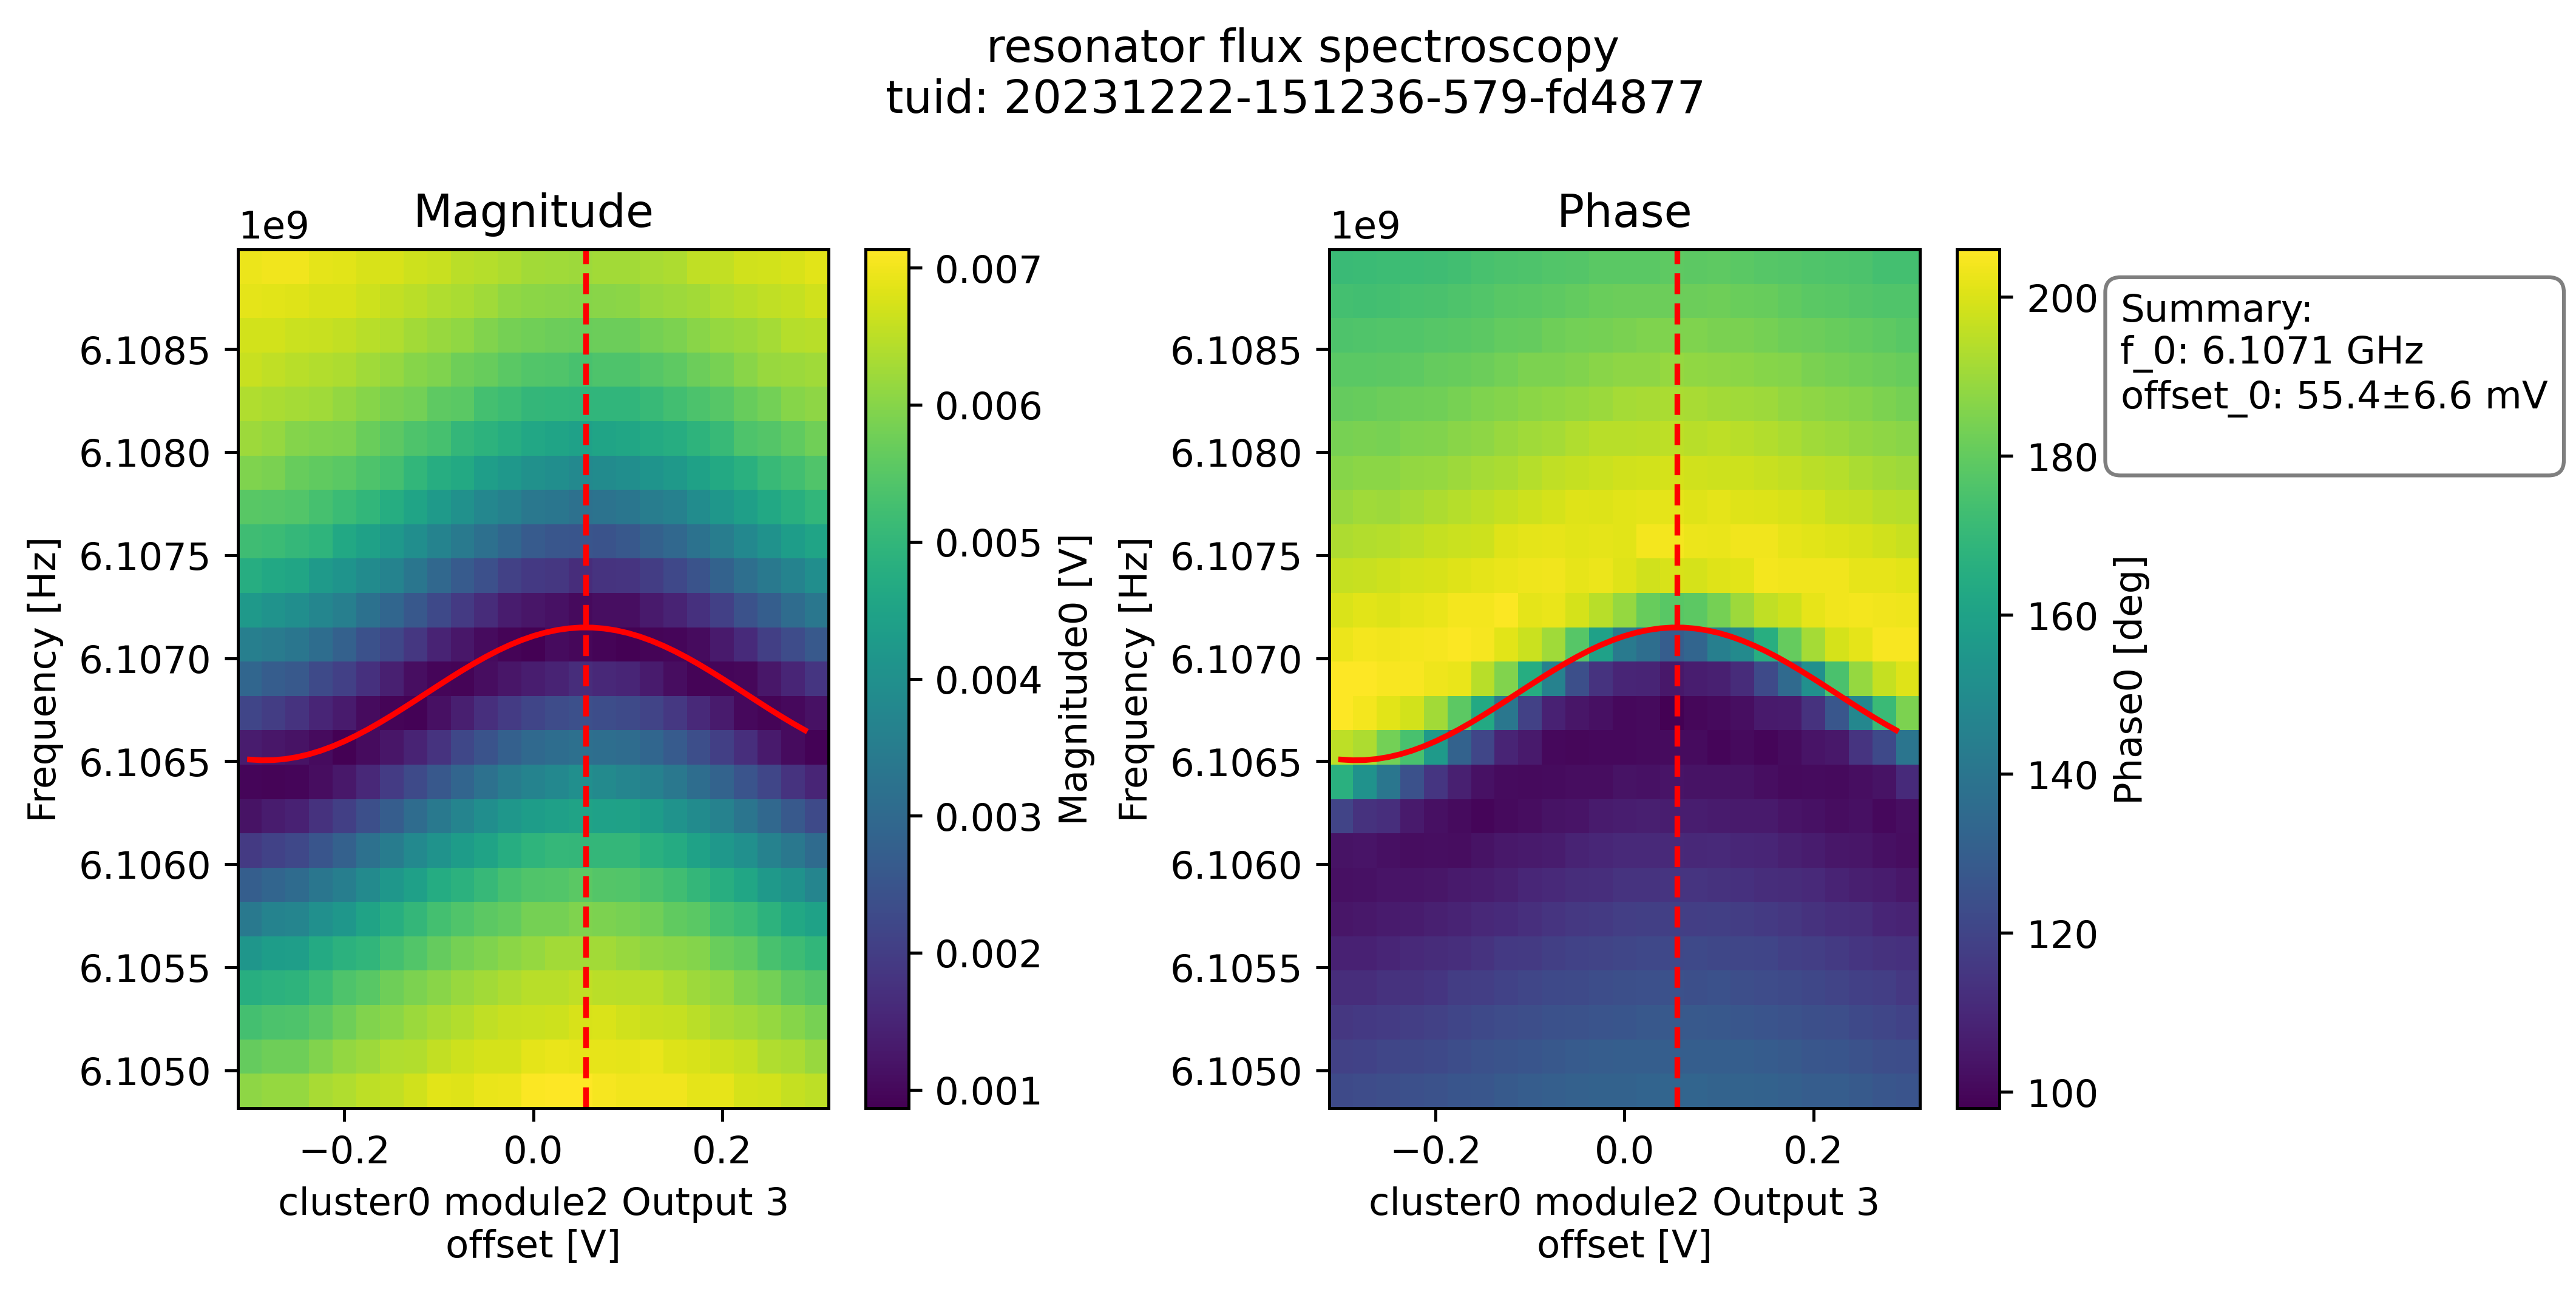 resonator flux spectroscopy
tuid: 20231222-151236-579-fd4877
Magnitude
1e9
6.1085
6.1080
6.1075
6.1070
6.1065
6.1060
6.1055
6.1050
Frequency [Hz]
−0.2
0.0
0.2
cluster0 module2 Output 3
offset [V]
0.007
0.006
0.005
0.004
0.003
0.002
0.001
Magnitude0 [V]
Phase
1e9
6.1085
6.1080
6.1075
6.1070
6.1065
6.1060
6.1055
6.1050
Frequency [Hz]
−0.2
0.0
0.2
cluster0 module2 Output 3
offset [V]
200
180
160
140
120
100
Phase0 [deg]
Summary:
f_0: 6.1071 GHz
offset_0: 55.4±6.6 mV